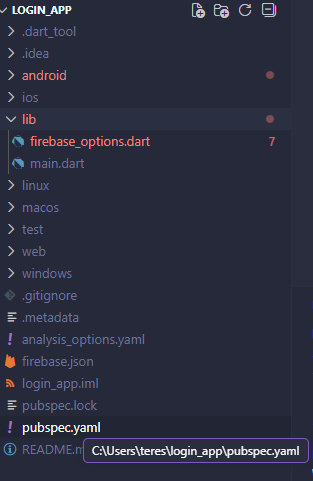 LOGIN_APP
.dart_tool
.idea
android
ios
lib
firebase_options.dart 7
main.dart
linux
macos
test
web
windows
.gitignore
.metadata
analysis_options.yaml
firebase.json
login_app.iml
pubspec.lock
pubspec.yaml
README.m
C:\Users\teres\login_app\pubspec.yaml